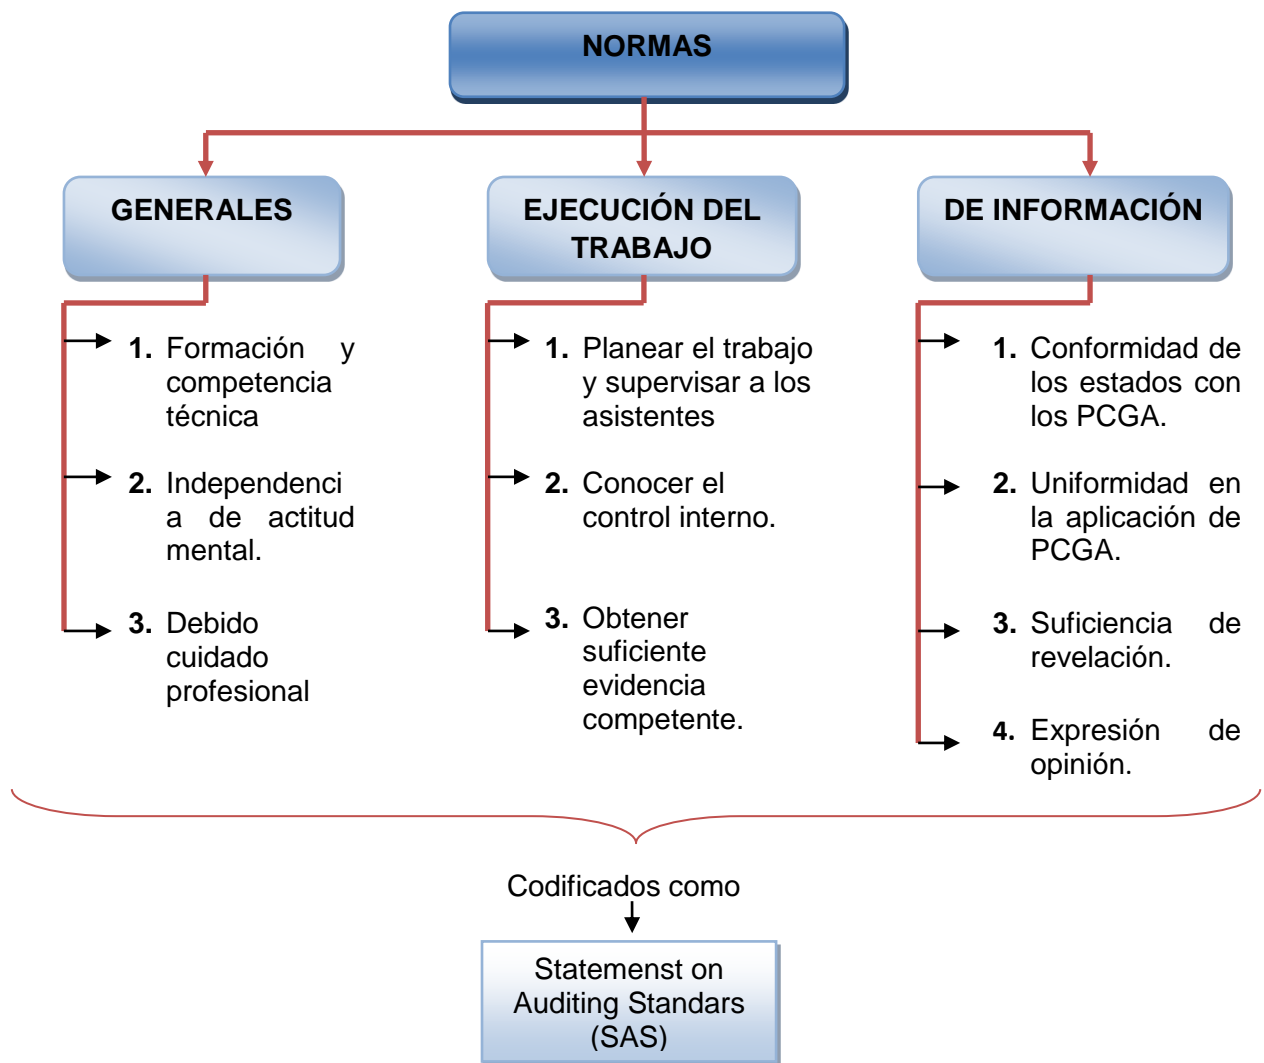 NORMAS
GENERALES
1. Formación y
competencia
técnica
2. Independenci
a de actitud
mental.
3. Debido
cuidado
profesional
EJECUCIÓN DEL
TRABAJO
1. Planear el trabajo
y supervisar a los
asistentes
2. Conocer el
control interno.
3. Obtener
suficiente
evidencia
competente.
DE INFORMACIÓN
1. Conformidad de
los estados con
los PCGA.
2. Uniformidad en
la aplicación de
PCGA.
3. Suficiencia de
revelación.
4. Expresión de
opinión.
Codificados como
Statemenst on
Auditing Standars
(SAS)